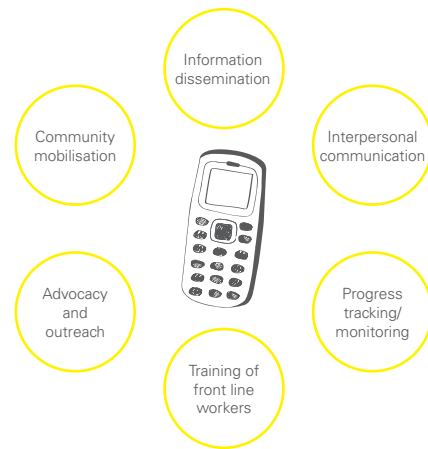 Information
dissemination
Interpersonal
communication
Progress
tracking/
monitoring
Training of
front line
workers
Advocacy
and
outreach
Community
mobilisation